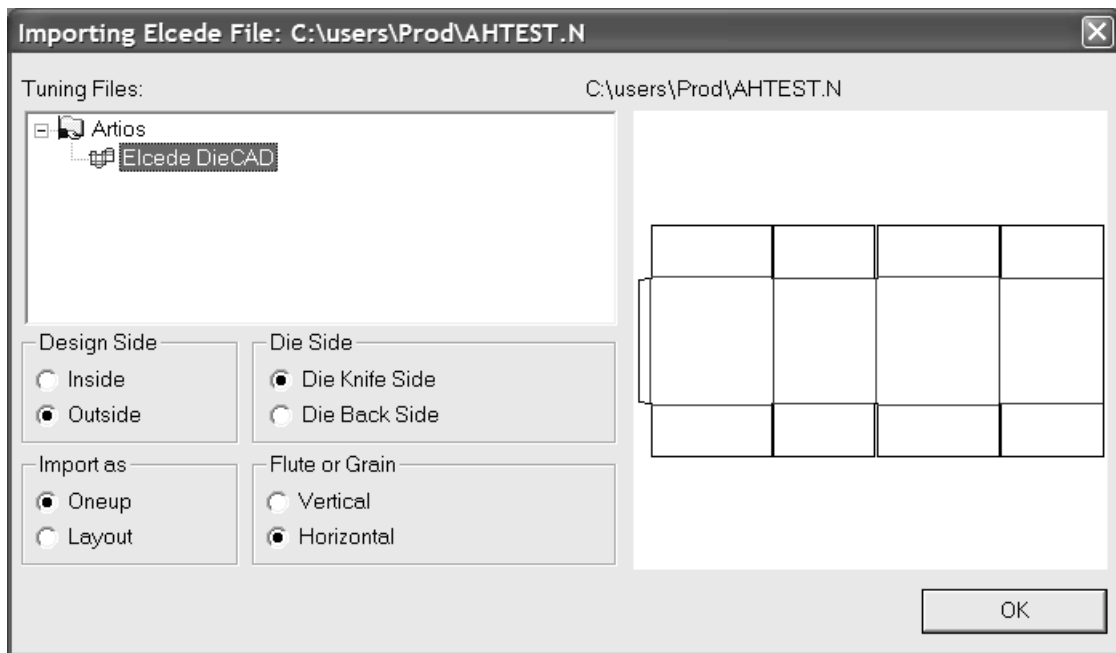 Importing Elcede File: C:\users\Prod\AHTEST.N
Tuning Files:
C:\users\Prod\AHTEST.N
Artios
Elcede DieCAD
Design Side
Inside
Outside
Die Side
Die Knife Side
Die Back Side
Import as
Oneup
Layout
Flute or Grain
Vertical
Horizontal
OK